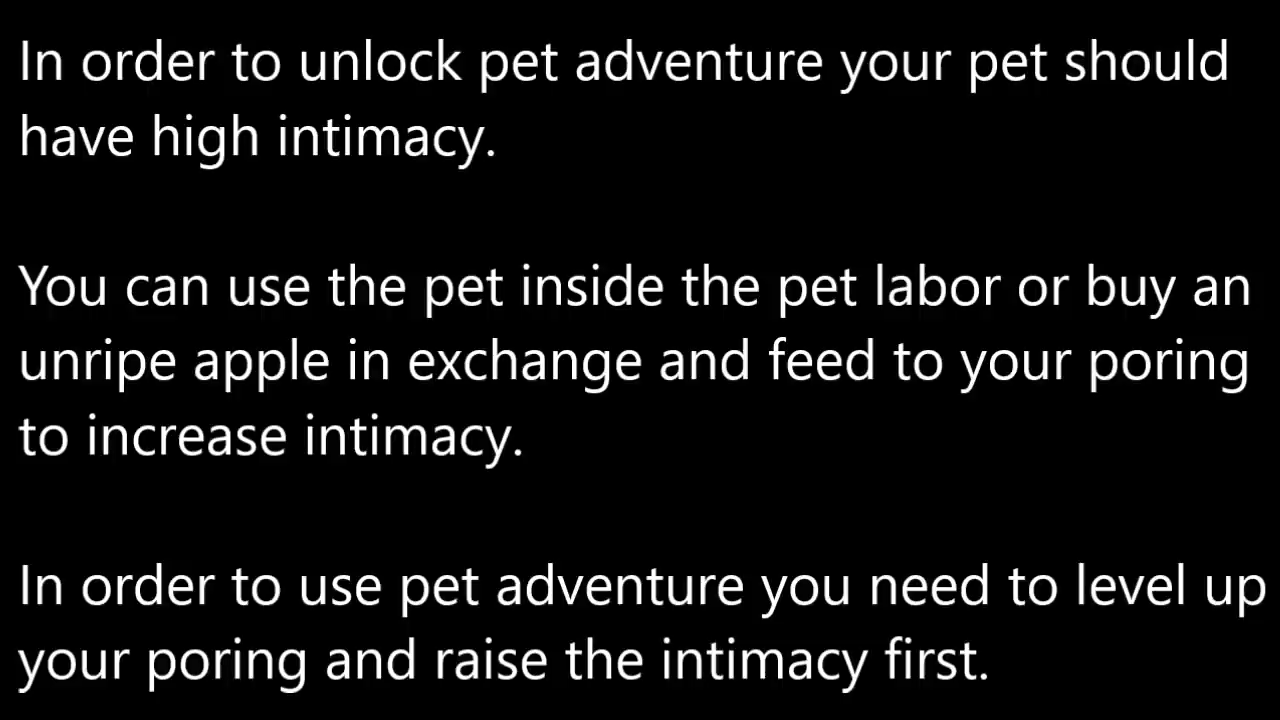 In order to unlock pet adventure your pet should
have high intimacy.
You can use the pet inside the pet labor or buy an
unripe apple in exchange and feed to your poring
to increase intimacy.
In order to use pet adventure you need to level up
your poring and raise the intimacy first.